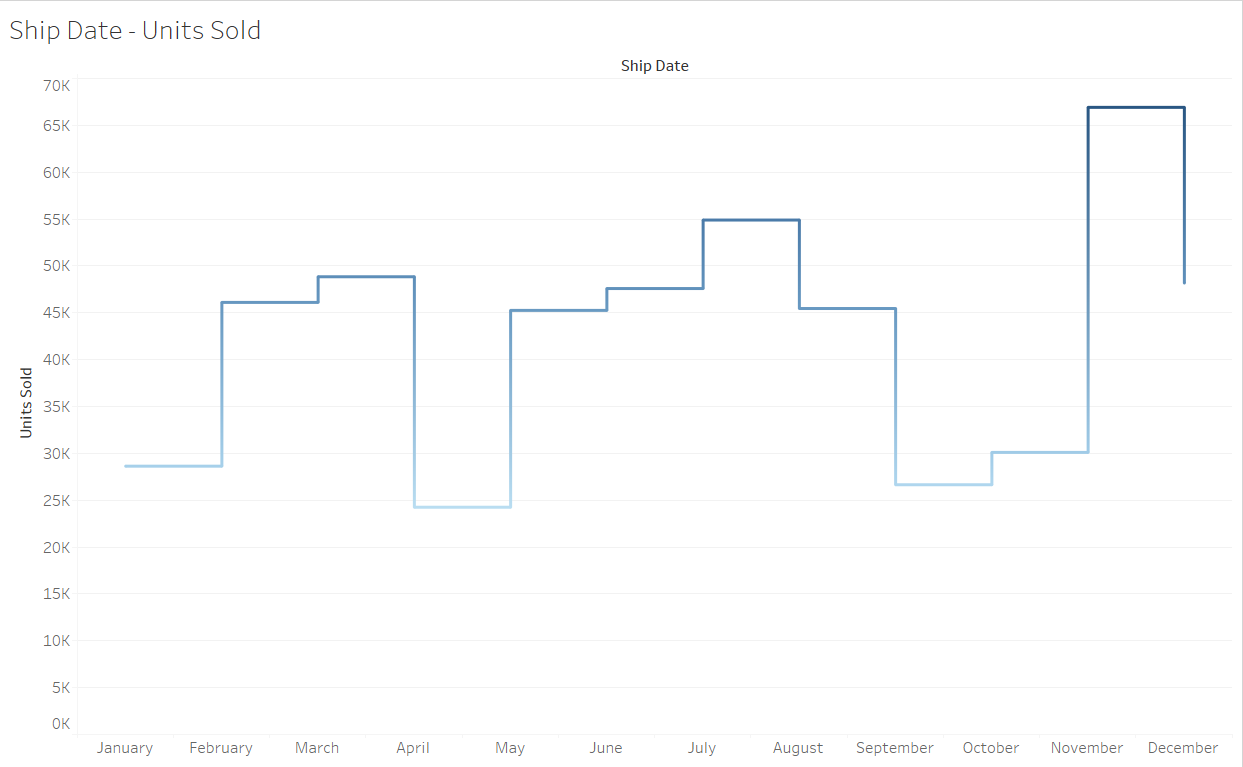 Ship Date - Units Sold
Ship Date
70K
65K
60K
55K
50K
45K
40K
35K
30K
25K
20K
15K
10K
5K
0K
Units Sold
January February March April May June July August September October November December